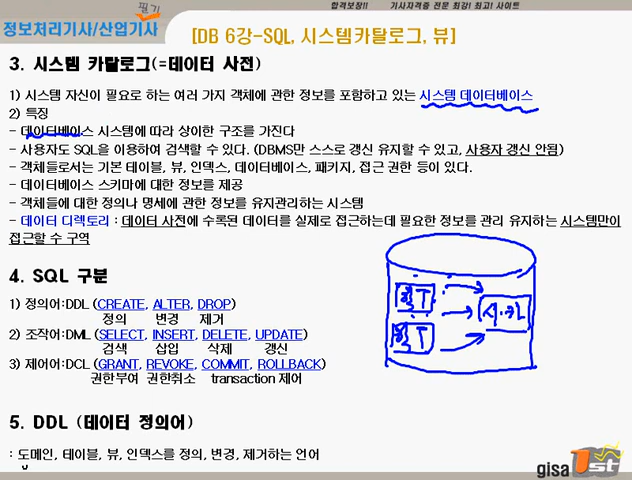 합격보장!! 기사자격증 전문 최강! 최고! 사이트
필기
정보처리기사/산업기사
[DB 6강-SQL, 시스템카탈로그, 뷰]
3. 시스템 카탈로그(=데이터 사전)
1) 시스템 자신이 필요로 하는 여러 가지 객체에 관한 정보를 포함하고 있는 시스템 데이터베이스
2) 특징
- 데이터베이스 시스템에 따라 상이한 구조를 가진다
- 사용자도 SQL을 이용하여 검색할 수 있다. (DBMS만 스스로 갱신 유지할 수 있고, 사용자 갱신 안됨)
- 객체들로서는 기본 테이블, 뷰, 인덱스, 데이터베이스, 패키지, 접근 권한 등이 있다.
- 데이터베이스 스키마에 대한 정보를 제공
- 객체들에 대한 정의나 명세에 관한 정보를 유지관리하는 시스템
- 데이터 디렉토리 : 데이터 사전에 수록된 데이터를 실제로 접근하는데 필요한 정보를 관리 유지하는 시스템만이
접근할 수 구역
4. SQL 구분
1) 정의어:DDL (CREATE, ALTER, DROP)
정의 변경 제거
2) 조작어:DML (SELECT, INSERT, DELETE, UPDATE)
검색 삽입 삭제 갱신
3) 제어어:DCL (GRANT, REVOKE, COMMIT, ROLLBACK)
권한부여 권한취소 transaction 제어
5. DDL (데이터 정의어)
: 도메인, 테이블, 뷰, 인덱스를 정의, 변경, 제거하는 언어
gisa 1st